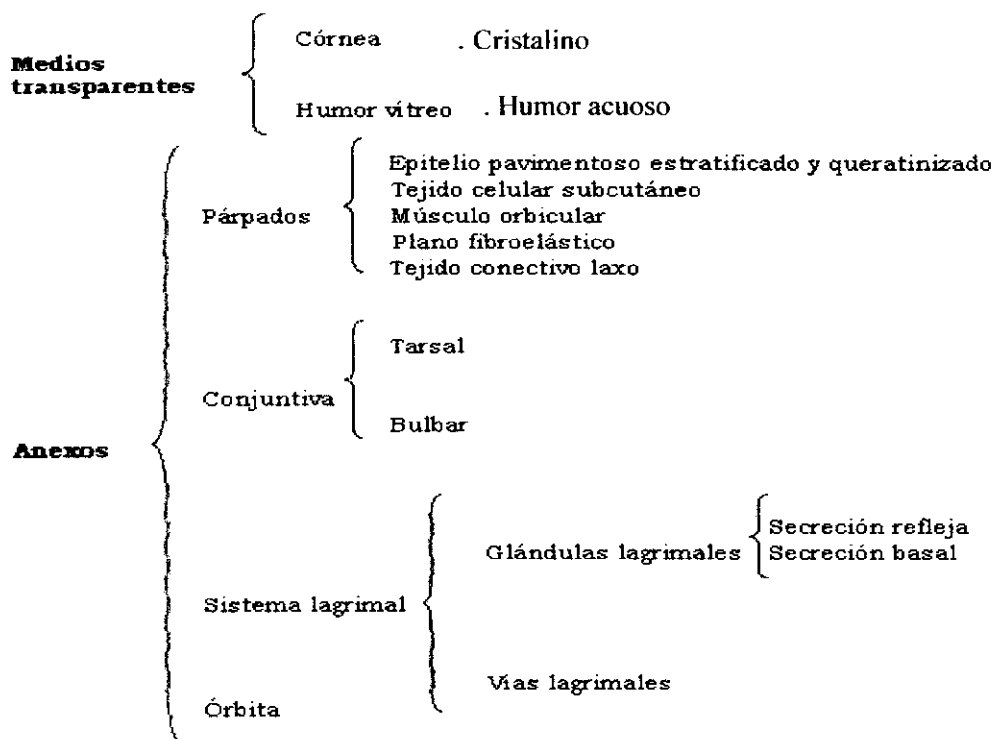 Medios
transparentes
Córnea . Cristalino
Humor vítreo . Humor acuoso
Anexos
Párpados
Epitelio pavimentoso estratificado y queratinizado
Tejido celular subcutáneo
Músculo orbicular
Plano fibroelástico
Tejido conectivo laxo
Conjuntiva
Tarsal
Bulbar
Sistema lagrimal
Glándulas lagrimales
Secreción refleja
Secreción basal
Vías lagrimales
Órbita